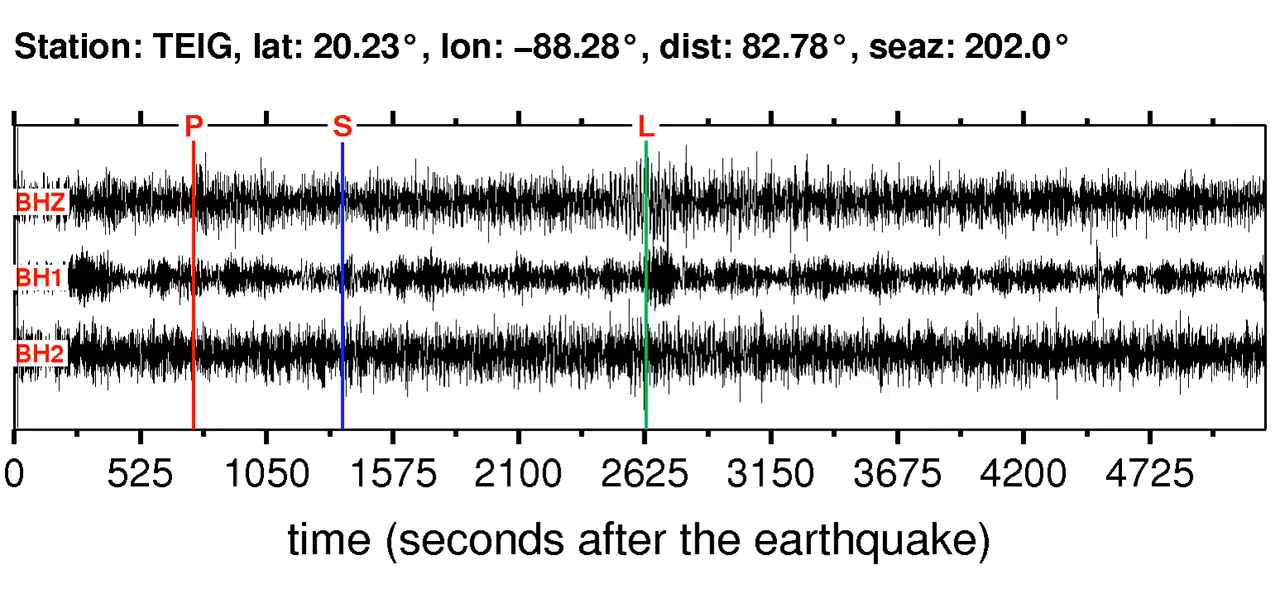 Station: TEIG, lat: 20.23°, lon: −88.28°, dist: 82.78°, seaz: 202.0°
P S L
BHZ
BH1
BH2
0 525 1050 1575 2100 2625 3150 3675 4200 4725
time (seconds after the earthquake)